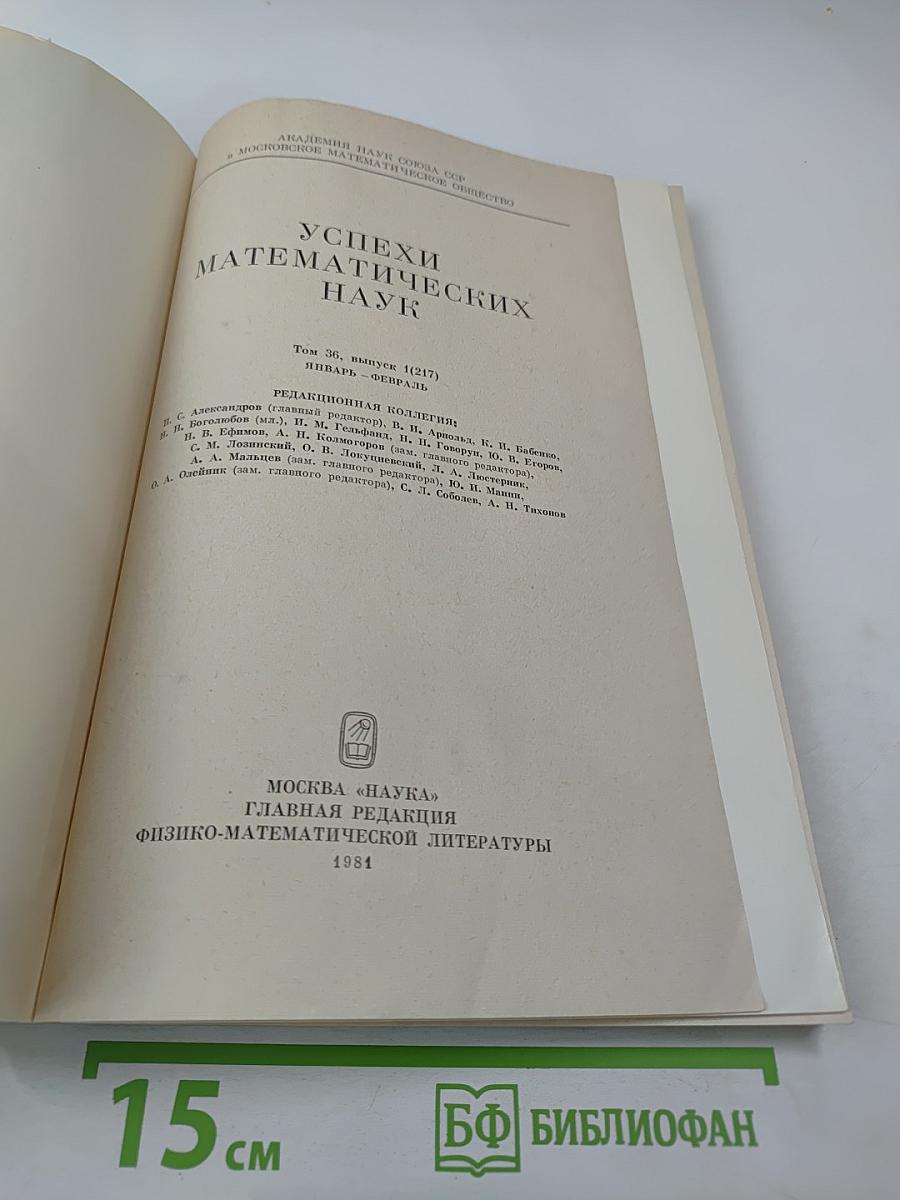 АКАДЕМИЯ НАУК СОЮЗА ССР
и МОСКОВСКОЕ МАТЕМАТИЧЕСКОЕ ОБЩЕСТВО
УСПЕХИ
МАТЕМАТИЧЕСКИХ
НАУК
Том 36, выпуск 1(217)
ЯНВАРЬ – ФЕВРАЛЬ
РЕДАКЦИОННАЯ КОЛЛЕГИЯ:
П. С. Александров (главный редактор), В. И. Арнольд, К. И. Бабенко,
Н. Н. Боголюбов (мл.), И. М. Гельфанд, Н. Н. Говорун, Ю. В. Егоров,
Н. В. Ефимов, А. Н. Колмогоров (зам. главного редактора),
С. М. Лозинский, О. В. Локуциевский, Л. А. Люстерник,
А. А. Мальцев (зам. главного редактора), Ю. И. Манин,
О. А. Олейник (зам. главного редактора), С. Л. Соболев, А. Н. Тихонов
МОСКВА «НАУКА»
ГЛАВНАЯ РЕДАКЦИЯ
ФИЗИКО-МАТЕМАТИЧЕСКОЙ ЛИТЕРАТУРЫ
1981
15 см
БФ БИБЛИОФАН